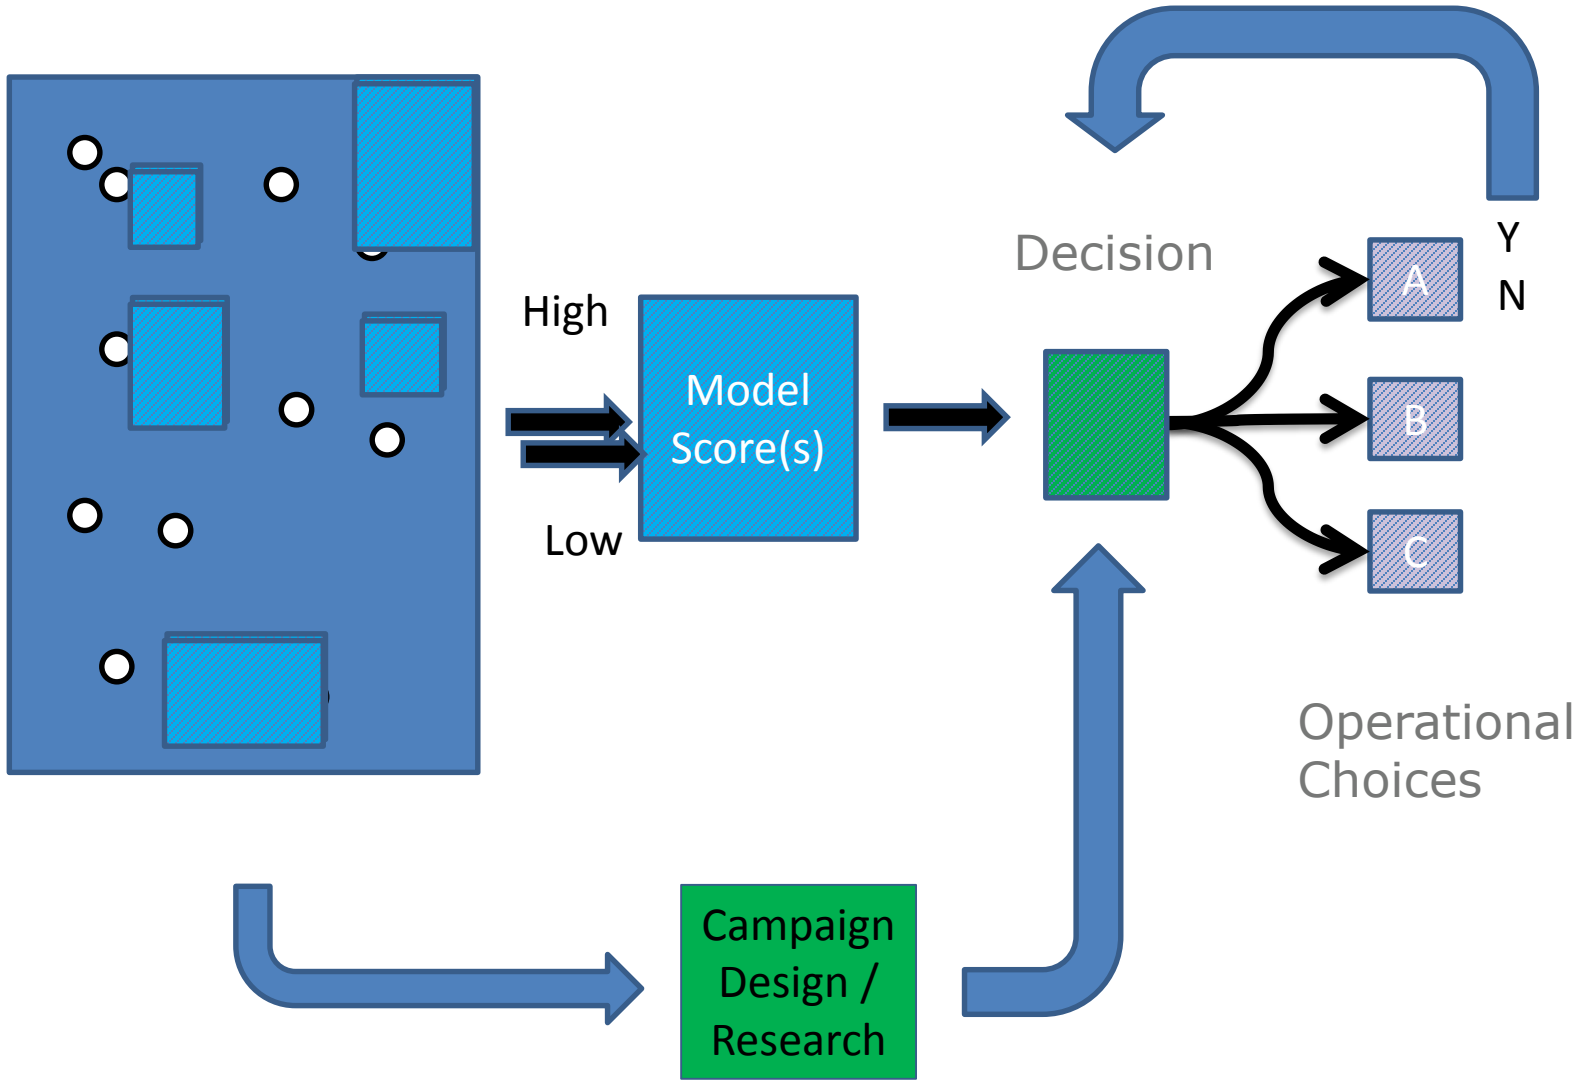 High
Low
Model
Score(s)
Decision
A
B
C
Y
N
Operational
Choices
Campaign
Design /
Research